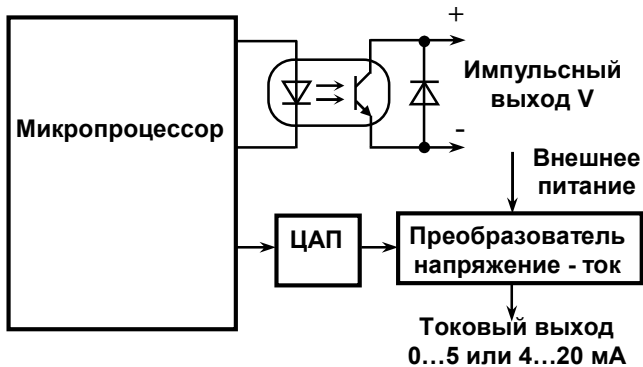 +
Импульсный
выход V
Микропроцессор
-
Внешнее
питание
ЦАП
Преобразователь
напряжение - ток
Токовый выход
0...5 или 4...20 мА